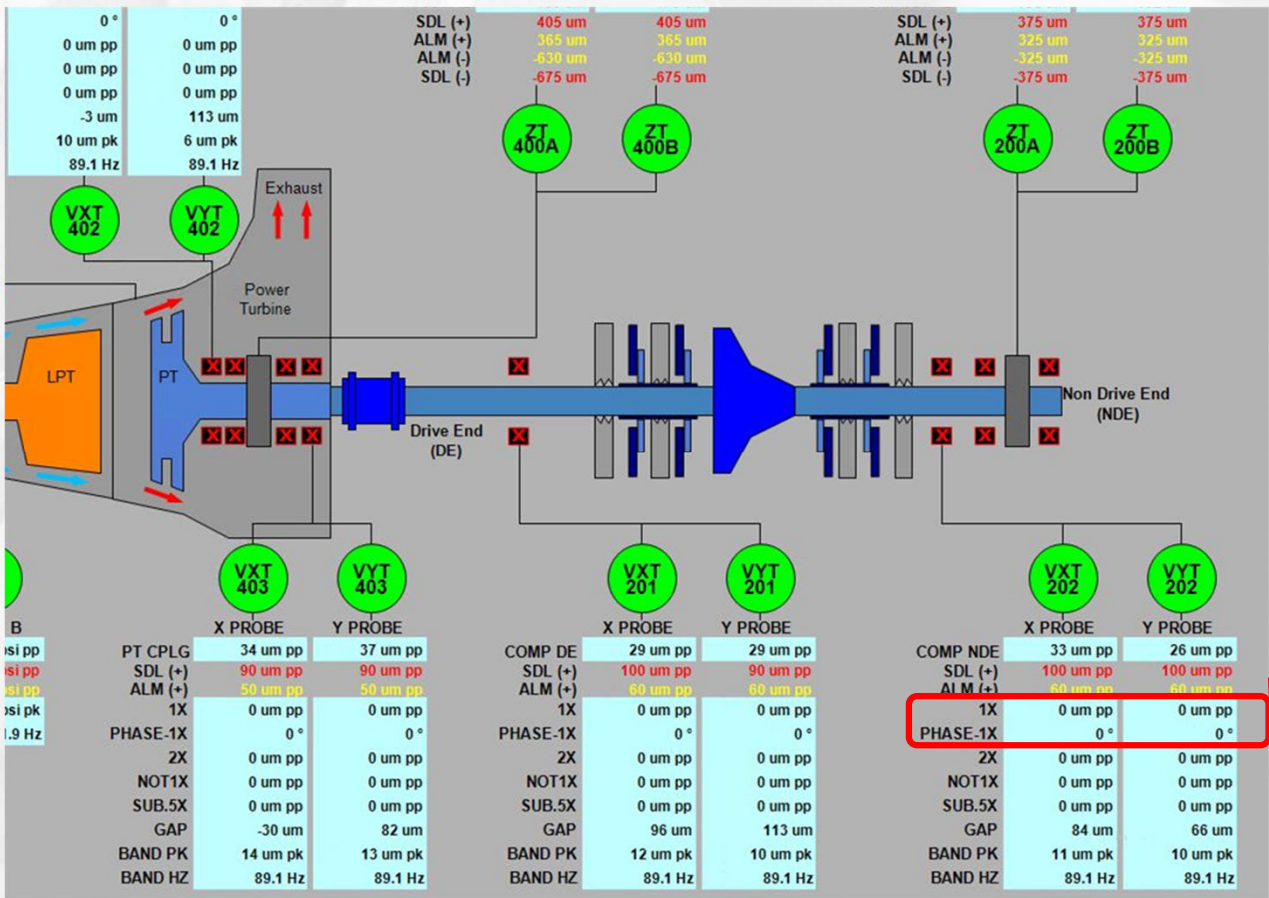 SDL (+) 405 um 405 um
ALM (+) 365 um 365 um
ALM (-) -630 um -630 um
SDL (-) -675 um -675 um
SDL (+) 375 um 375 um
ALM (+) 325 um 325 um
ALM (-) -325 um -325 um
SDL (-) -375 um -375 um
0 °
0 um pp 0 um pp
0 um pp 0 um pp
0 um pp 0 um pp
-3 um 113 um
10 um pk 6 um pk
89.1 Hz 89.1 Hz
ZT 400A
ZT 400B
ZT 200A
ZT 200B
VXT 402
VYT 402
Exhaust
Power
Turbine
LPT
PT
Drive End
(DE)
Non Drive End
(NDE)
VXT 403
VYT 403
VXT 201
VYT 201
VXT 202
VYT 202
B
psi pp
psi pp
psi pp
psi pk
1.9 Hz
X PROBE Y PROBE
PT CPLG 34 um pp 37 um pp
SDL (+) 90 um pp 90 um pp
ALM (+) 50 um pp 50 um pp
1X 0 um pp 0 um pp
PHASE-1X 0 ° 0 °
2X 0 um pp 0 um pp
NOT1X 0 um pp 0 um pp
SUB.5X 0 um pp 0 um pp
GAP -30 um 82 um
BAND PK 14 um pk 13 um pk
BAND HZ 89.1 Hz 89.1 Hz
X PROBE Y PROBE
COMP DE 29 um pp 29 um pp
SDL (+) 100 um pp 90 um pp
ALM (+) 60 um pp 60 um pp
1X 0 um pp 0 um pp
PHASE-1X 0 ° 0 °
2X 0 um pp 0 um pp
NOT1X 0 um pp 0 um pp
SUB.5X 0 um pp 0 um pp
GAP 96 um 113 um
BAND PK 12 um pk 10 um pk
BAND HZ 89.1 Hz 89.1 Hz
X PROBE Y PROBE
COMP NDE 33 um pp 26 um pp
SDL (+) 100 um pp 100 um pp
ALM (+) 60 um pp 60 um pp
1X 0 um pp 0 um pp
PHASE-1X 0 ° 0 °
2X 0 um pp 0 um pp
NOT1X 0 um pp 0 um pp
SUB.5X 0 um pp 0 um pp
GAP 84 um 66 um
BAND PK 11 um pk 10 um pk
BAND HZ 89.1 Hz 89.1 Hz